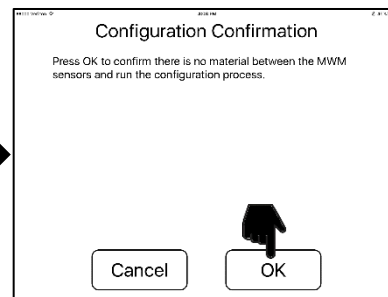 Configuration Confirmation
Press OK to confirm there is no material between the MWM
sensors and run the configuration process.
Cancel
OK